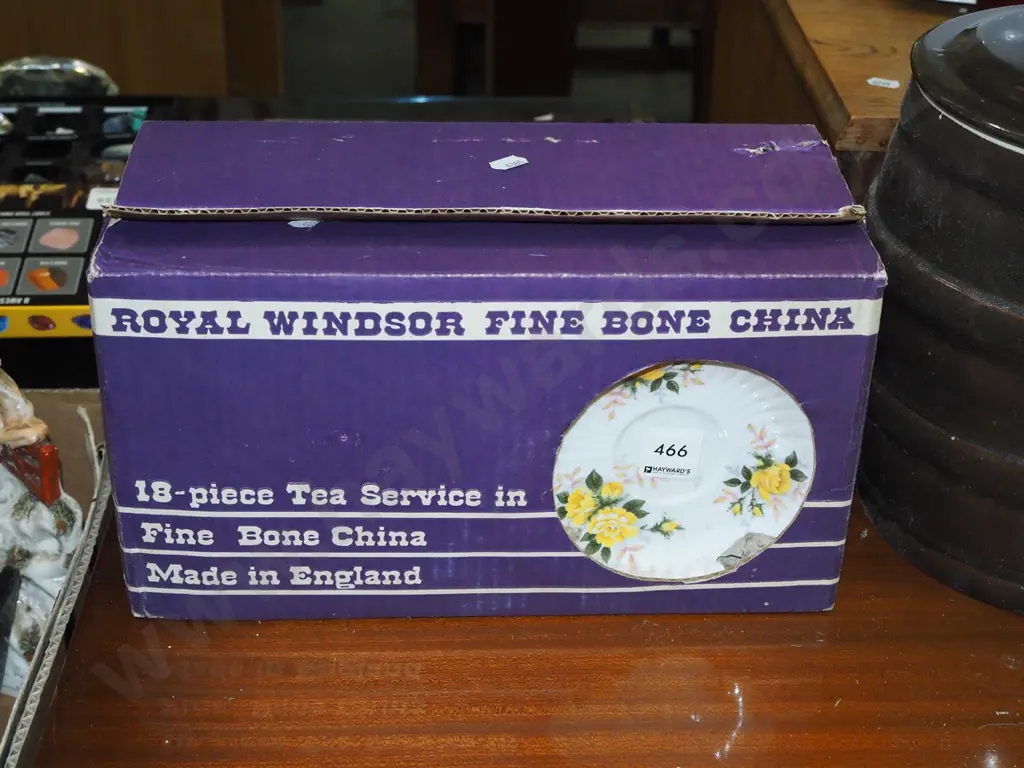 ROYAL WINDSOR FINE BONE CHINA
466
HAYWARD'S
18-piece Tea Service in
Fine Bone China
Made in England